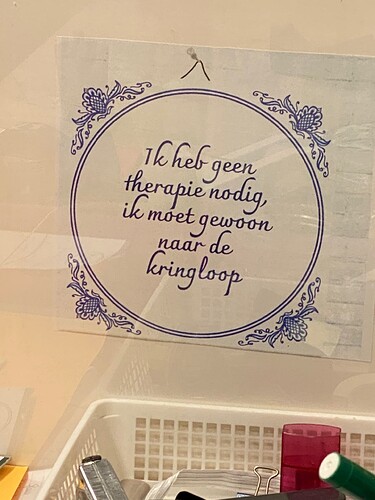 Ik heb geen
therapie nodig,
ik moet gewoon
naar de
kringloop